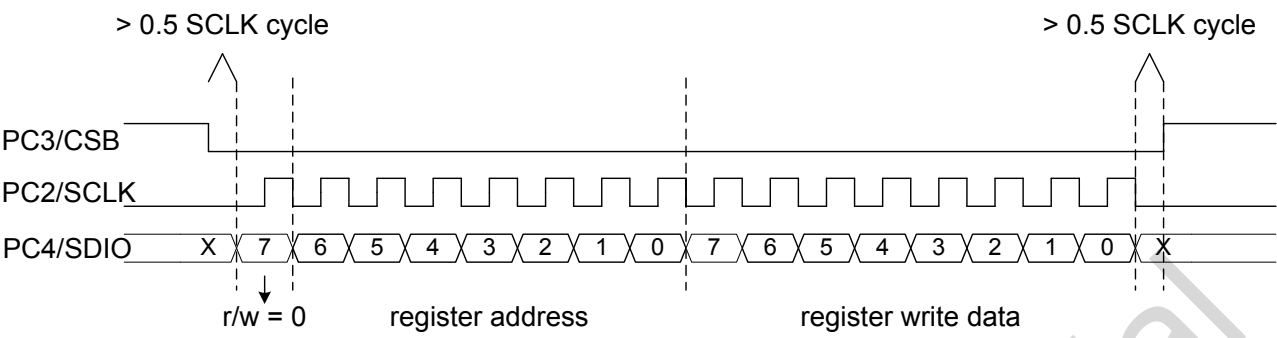 > 0.5 SCLK cycle > 0.5 SCLK cycle
PC3/CSB
PC2/SCLK
PC4/SDIO X 7 6 5 4 3 2 1 0 7 6 5 4 3 2 1 0 X
r/w = 0 register address register write data